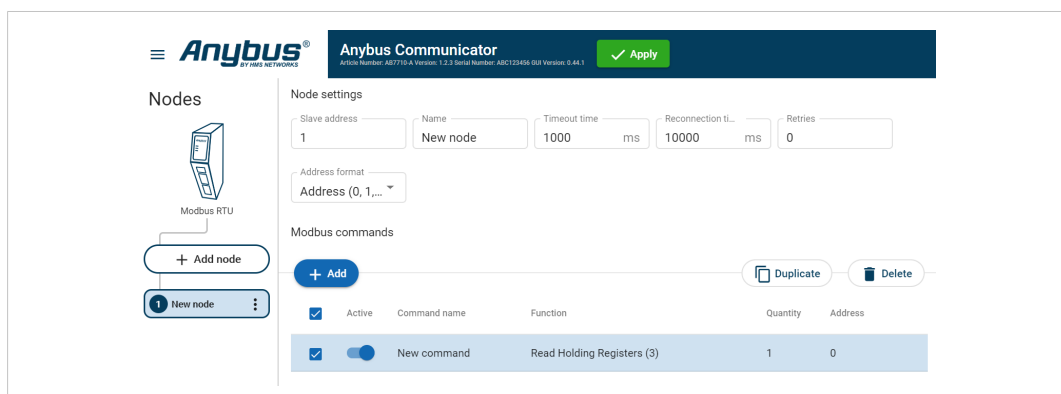 Anybus®
BY HMS NETWORKS
Anybus Communicator
Article Number: AB7710-A Version: 1.2.3 Serial Number: ABC123456 GUI Version: 0.44.1
Apply
Nodes
Modbus RTU
+ Add node
1 New node
Node settings
Slave address Name Timeout time Reconnection ti... Retries
1 New node 1000 ms 10000 ms 0
Address format
Address (0, 1,...
Modbus commands
+ Add Duplicate Delete
Active Command name Function Quantity Address
New command Read Holding Registers (3) 1 0